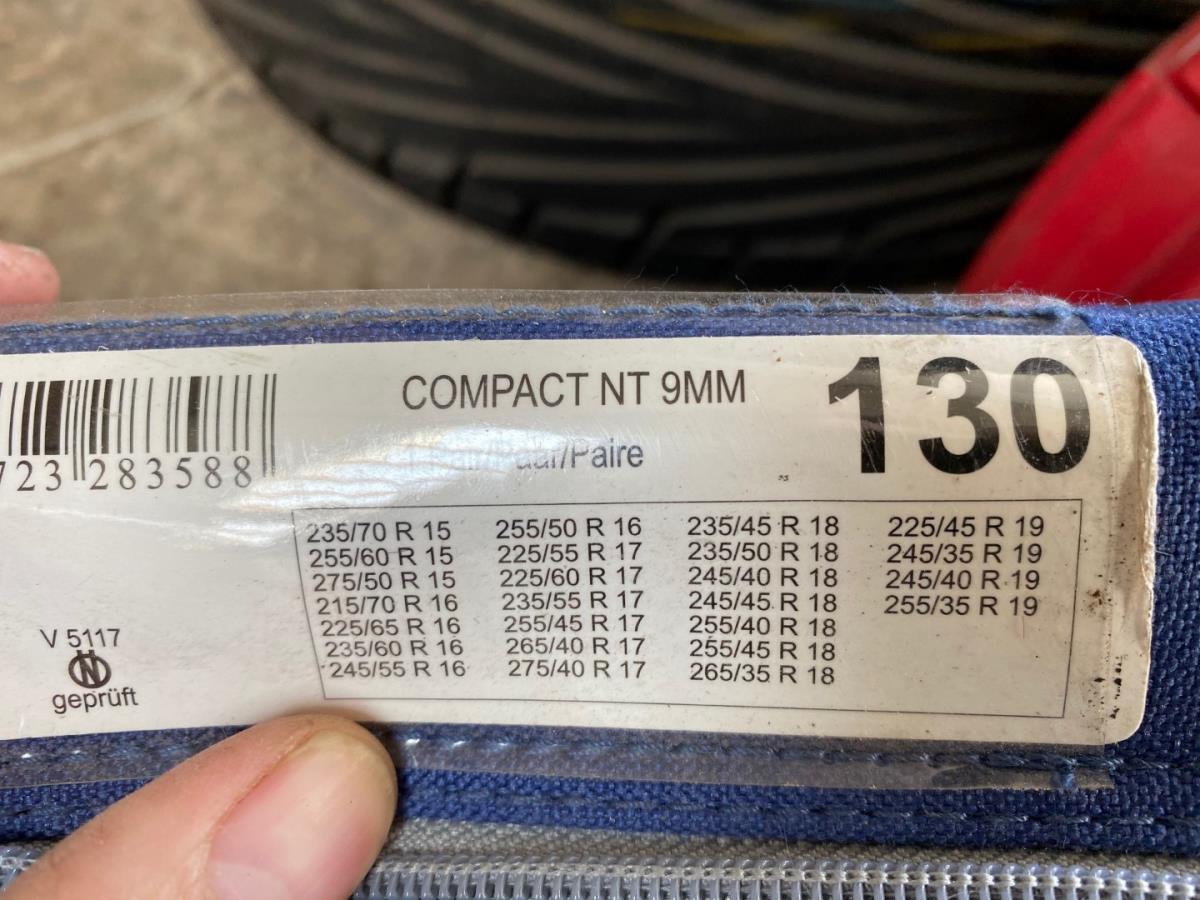 COMPACT NT 9MM
130
Paar/Paire
723 283588
235/70 R 15
255/60 R 15
275/50 R 15
215/70 R 16
225/65 R 16
235/60 R 16
245/55 R 16
255/50 R 16
225/55 R 17
225/60 R 17
235/55 R 17
255/45 R 17
265/40 R 17
275/40 R 17
235/45 R 18
235/50 R 18
245/40 R 18
245/45 R 18
255/40 R 18
255/45 R 18
265/35 R 18
225/45 R 19
245/35 R 19
245/40 R 19
255/35 R 19
V 5117
geprüft